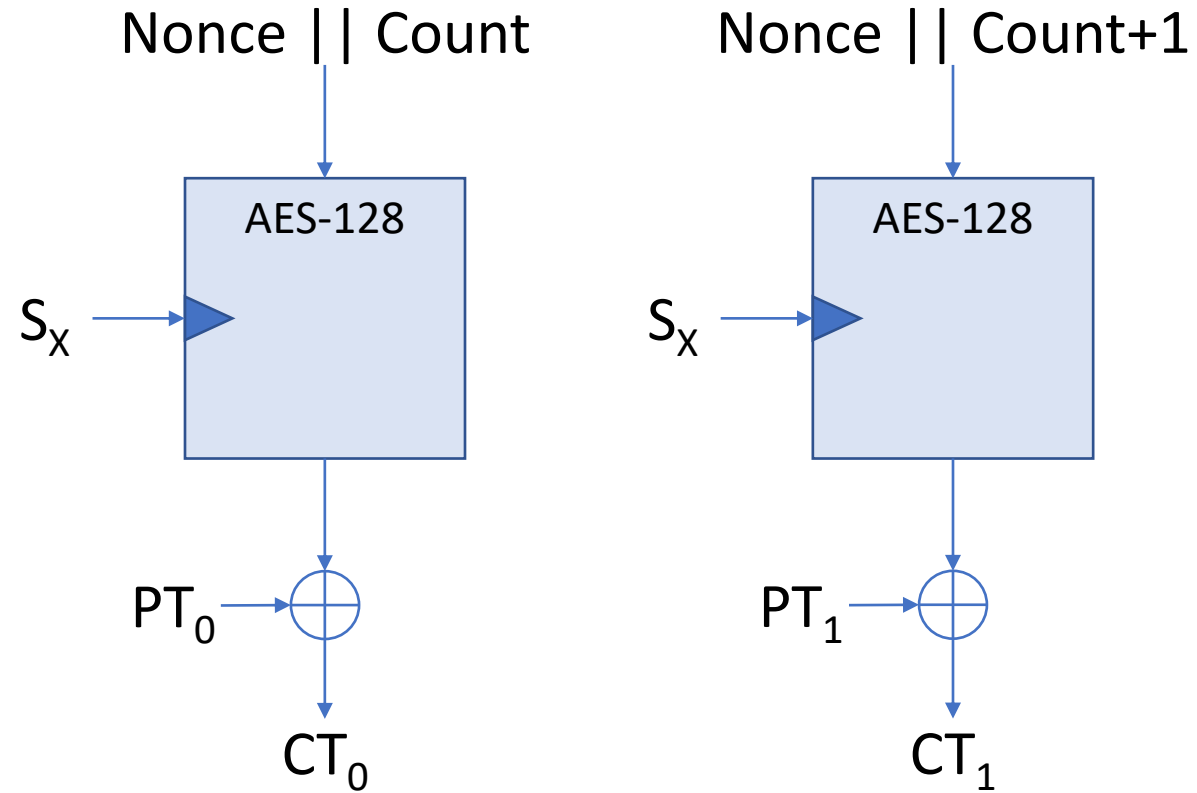 Nonce || Count
Nonce || Count+1
AES-128
AES-128
Sₓ
Sₓ
PT₀
PT₁
CT₀
CT₁